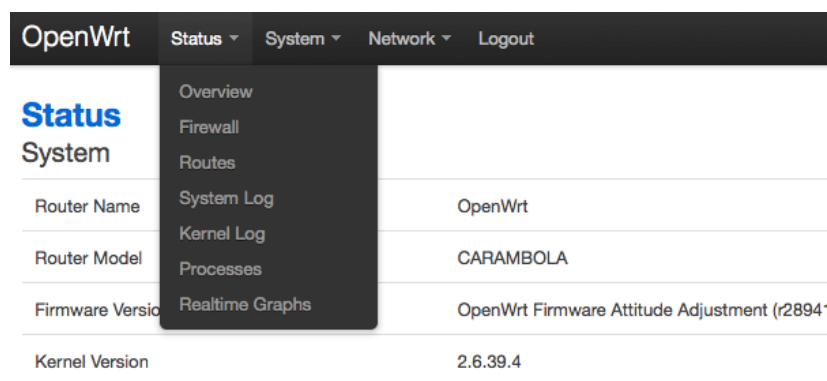 OpenWrt Status System Network Logout
Overview
Firewall
Routes
System Log
Kernel Log
Processes
Realtime Graphs
Status
System
Router Name OpenWrt
Router Model CARAMBOLA
Firmware Versio OpenWrt Firmware Attitude Adjustment (r28941
Kernel Version 2.6.39.4